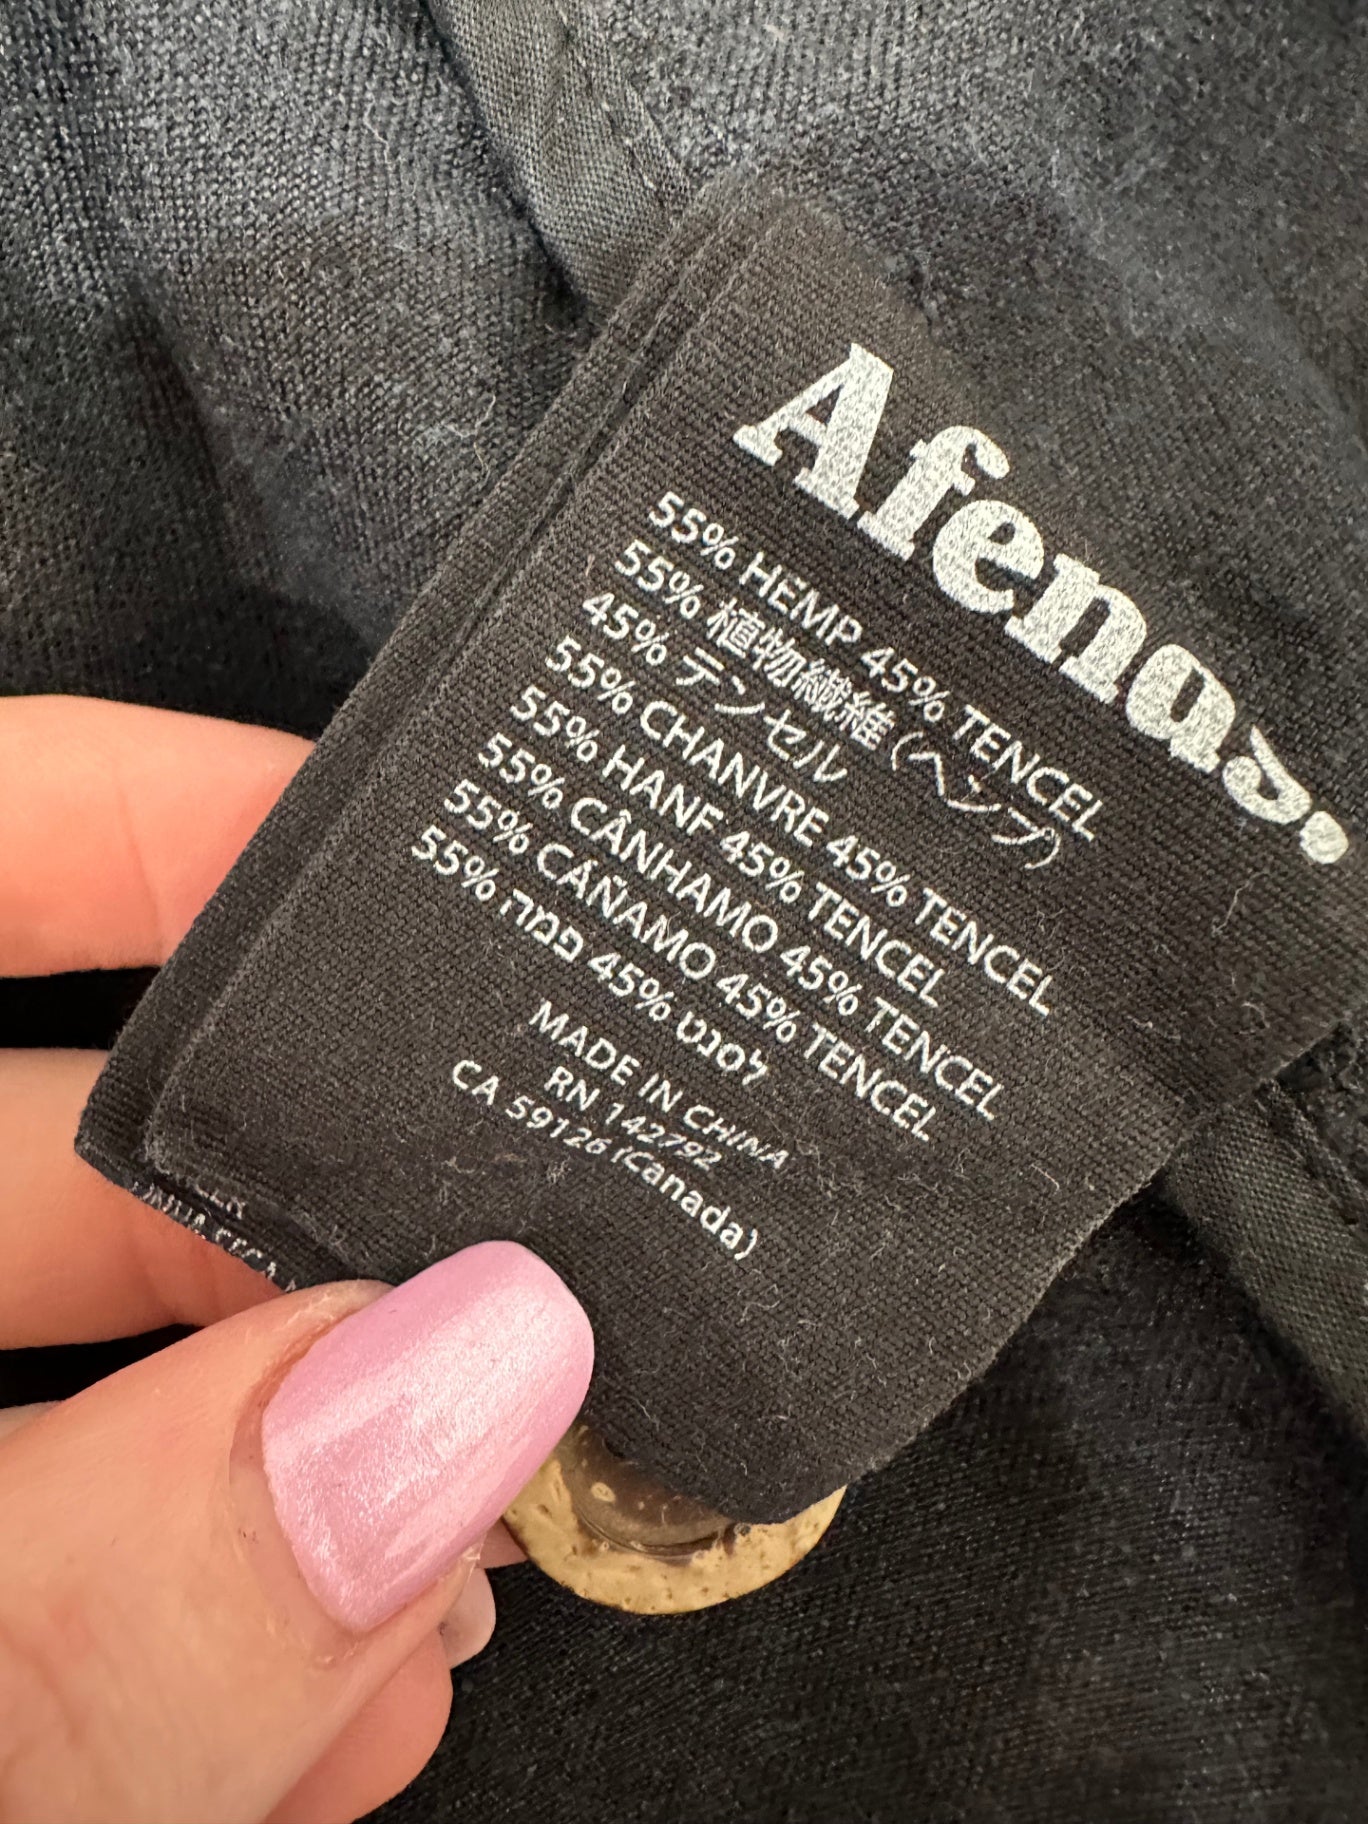 Afends.
55% HEMP 45% TENCEL
55% 植物繊維 (ヘンプ)
45% テンセル
55% CHANVRE 45% TENCEL
55% HANF 45% TENCEL
55% CÂNHAMO 45% TENCEL
55% CÁÑAMO 45% TENCEL
55% פמה 45% לסנט
MADE IN CHINA
RN 142792
CA 59126 (Canada)